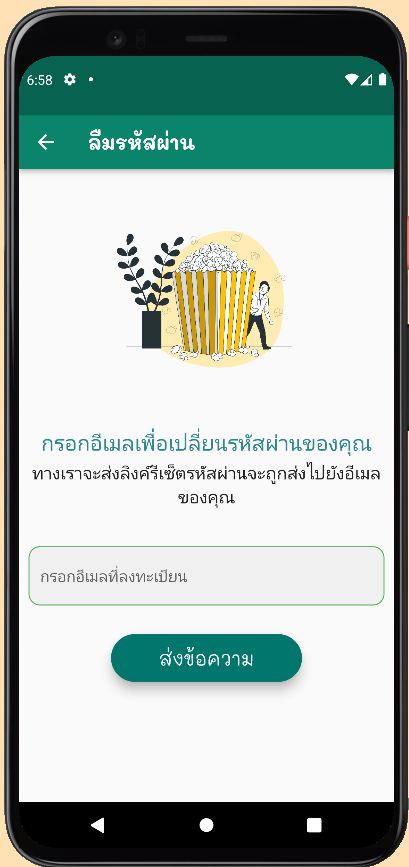 6:58
ลืมรหัสผ่าน
กรอกอีเมลเพื่อเปลี่ยนรหัสผ่านของคุณ
ทางเราจะส่งลิงค์รีเซ็ตรหัสผ่านจะถูกส่งไปยังอีเมล
ของคุณ
กรอกอีเมลที่ลงทะเบียน
ส่งข้อความ